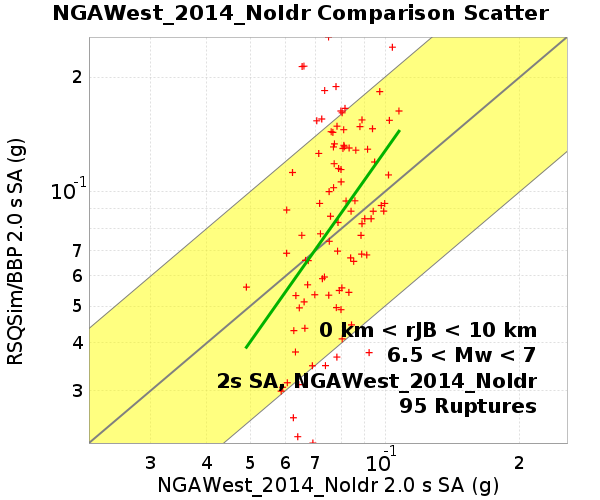 NGAWest_2014_NoIdr Comparison Scatter
RSQSim/BBP 2.0 s SA (g)
2
10⁻¹
7
6
5
4
3
0 km < rJB < 10 km
6.5 < Mw < 7
2s SA, NGAWest_2014_NoIdr
95 Ruptures
3 4 5 6 7 10⁻¹ 2
NGAWest_2014_NoIdr 2.0 s SA (g)